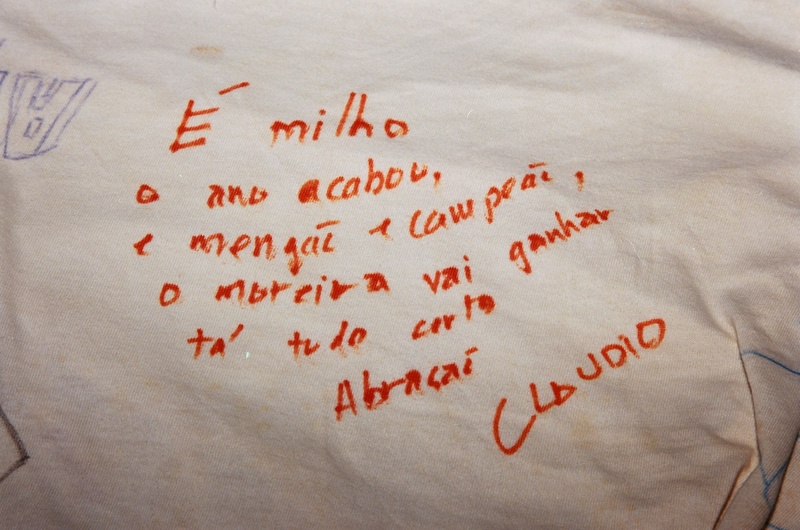 É milho
o ano acabou,
e mengão e campeão,
o moreira vai ganhar
tá tudo certo
Abração
CLAUDIO